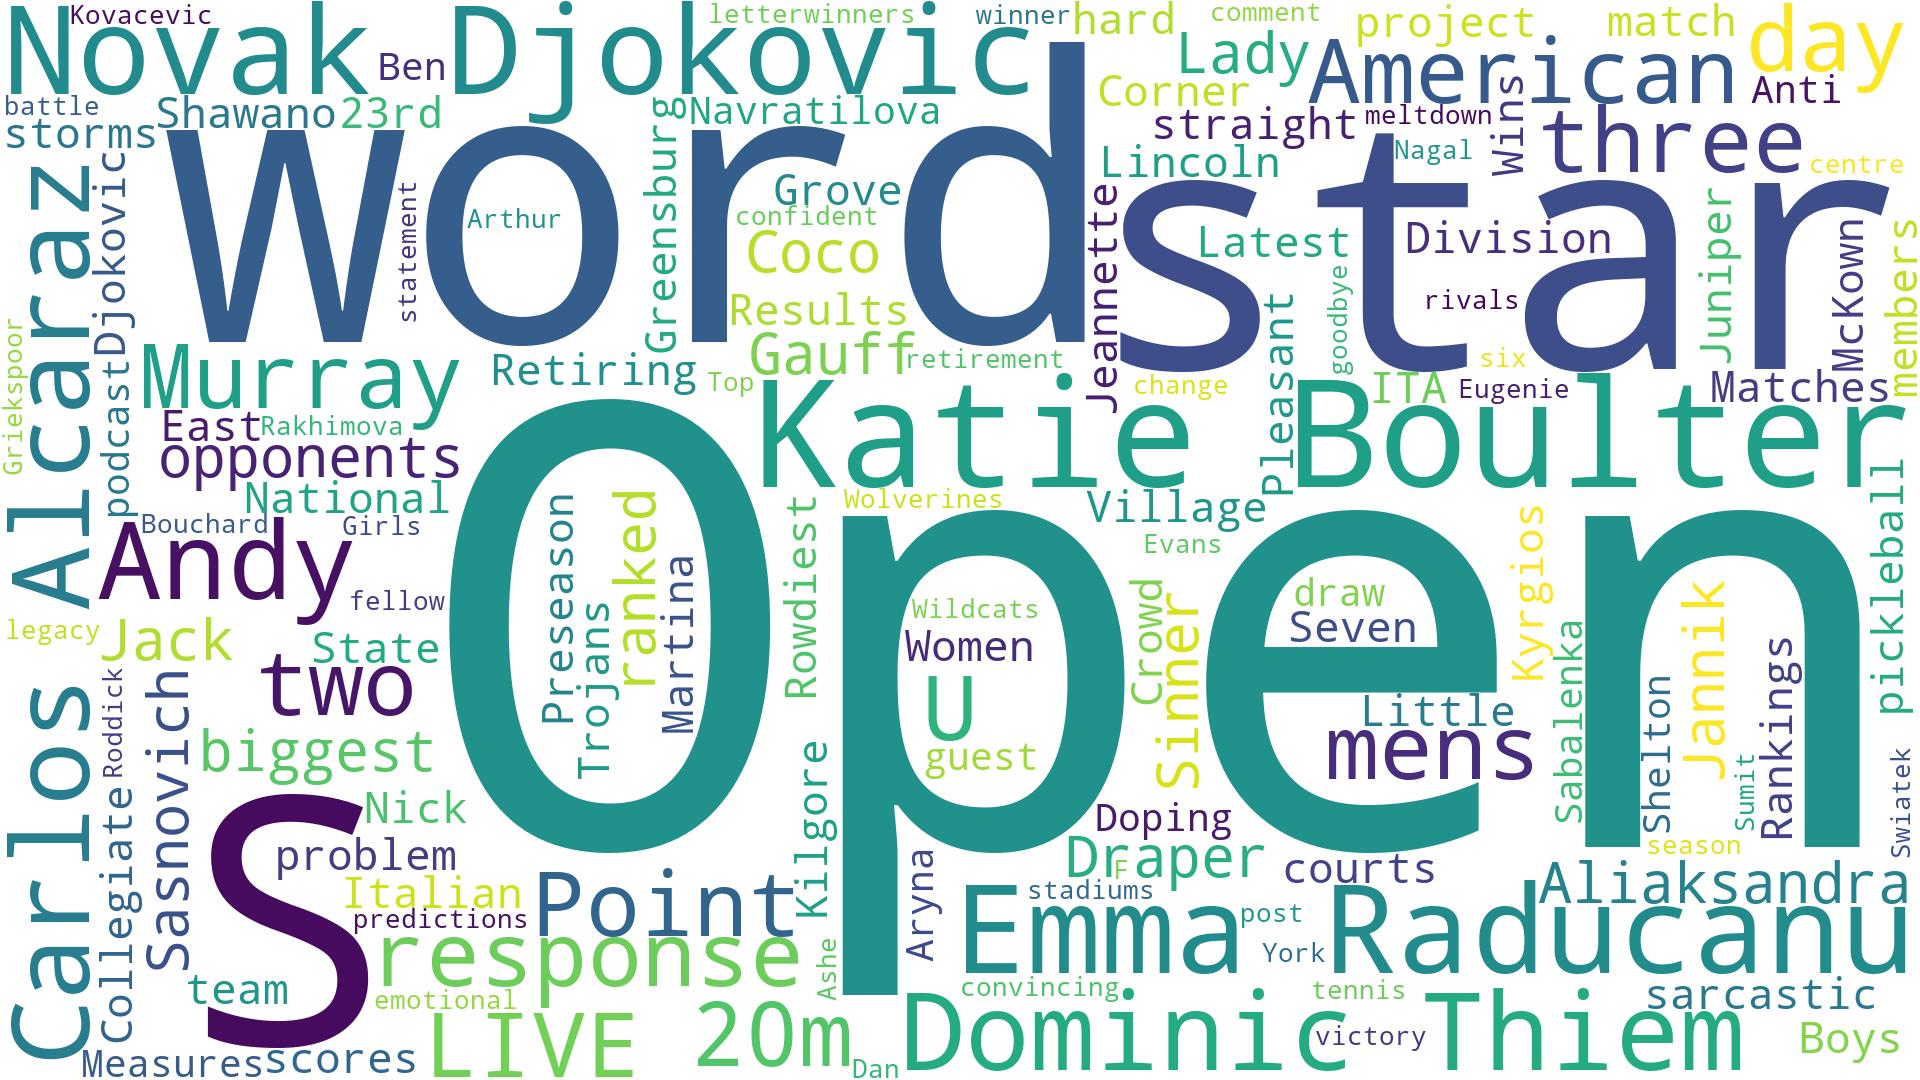 Kovacevic
Novak Djokovic
letterwinners
winner
hard
comment
project
match
day
Ben
Lady
American
battle
storms
Shawano
23rd
Navratilova
Corner
straight
meltdown
Wins
Anti
three
word
star
Greensburg
Grove
Arthur
confident
Coco
statement
podcast
Djokovic
Carlos Alcaraz
Lincoln
Nagal
centre
Jeannette
Latest
Division
Juniper
McKown
members
Results
Gauff
Pleasant
goodbye
rivals
Griekspoor
Murray
Retiring
retirement
Top
change
six
ITA
Eugenie
Matches
East
Rakhimova
opponents
Katie Boulter
National
Bouchard
Girls
Andy
Open
Preseason
ranked
Rowdiest
Wolverines
Village
Evans
Kyrgios
pickleball
fellow
legacy
Jack
State
two
Trojans
Martina
Wildcats
Women
U
guest
Crowd
Sinner
draw
Seven
Little
mens
Sabalenka
Shelton
Jannik
Rankings
Sumit
Swiatek
Roddick
Collegiate
Sasnovich
biggest
Nick
problem
S
Italian
predictions
Point
Kilgore
Aryna
Doping
Draper
F
courts
season
Aliaksandra
stadiums
Emma Raducanu
post
York
response
team
emotional
Ashe
convincing
tennis
sarcastic
Measures
scores
LIVE
20m
Dan
Dominic Thiem
victory
Boys